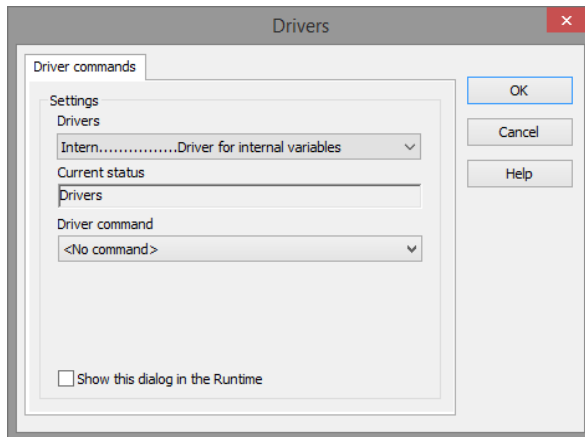 Drivers
Driver commands
Settings
Drivers
Intern...............Driver for internal variables
Current status
Drivers
Driver command
<No command>
Show this dialog in the Runtime
OK
Cancel
Help